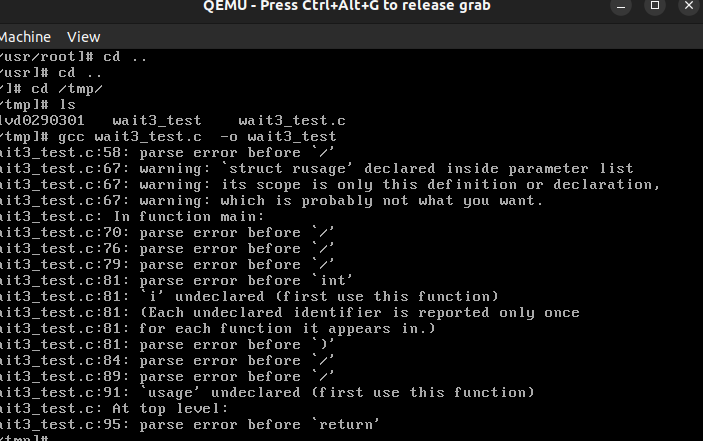 QEMU - Press Ctrl+Alt+G to release grab
Machine View
/usr/root]# cd ..
/usr]# cd ..
/]# cd /tmp/
/tmp]# ls
lvd0290301   wait3_test    wait3_test.c
/tmp]# gcc wait3_test.c  -o wait3_test
ait3_test.c:58: parse error before `/'
ait3_test.c:67: warning: `struct rusage' declared inside parameter list
ait3_test.c:67: warning: its scope is only this definition or declaration,
ait3_test.c:67: warning: which is probably not what you want.
ait3_test.c: In function main:
ait3_test.c:70: parse error before `/'
ait3_test.c:76: parse error before `/'
ait3_test.c:79: parse error before `/'
ait3_test.c:81: parse error before `int'
ait3_test.c:81: `i' undeclared (first use this function)
ait3_test.c:81: (Each undeclared identifier is reported only once
ait3_test.c:81: for each function it appears in.)
ait3_test.c:81: parse error before `)'
ait3_test.c:84: parse error before `/'
ait3_test.c:89: parse error before `/'
ait3_test.c:91: `usage' undeclared (first use this function)
ait3_test.c: At top level:
ait3_test.c:95: parse error before `return'
/tmp]#